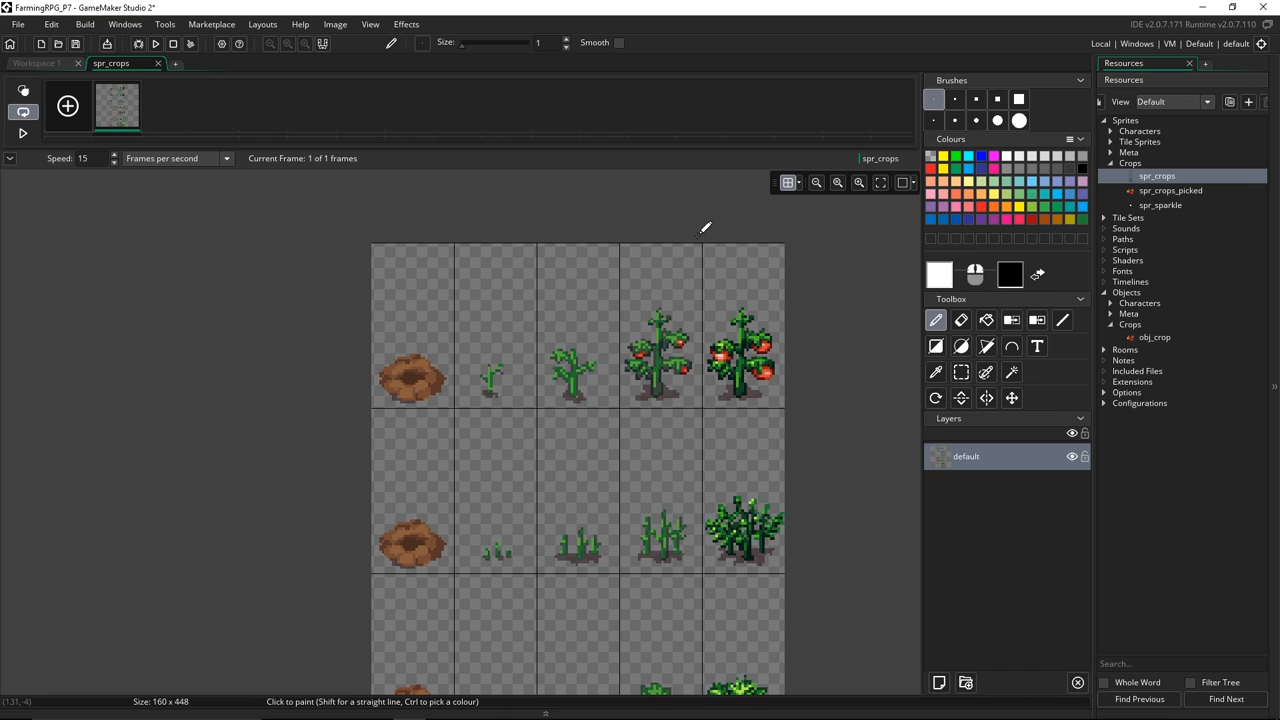 FarmingRPG_P7 - GameMaker Studio 2*
File Edit Build Windows Tools Marketplace Layouts Help Image View Effects
IDE v2.0.7.171 Runtime v2.0.7.110
Size: 1 Smooth
Local | Windows | VM | Default | default
Workspace 1
spr_crops
Resources
Speed: 15 Frames per second Current Frame: 1 of 1 frames
spr_crops
Brushes
Colours
Toolbox
T
Layers
default
Resources
View Default
Sprites
Characters
Tile Sprites
Meta
Crops
spr_crops
spr_crops_picked
spr_sparkle
Tile Sets
Sounds
Paths
Scripts
Shaders
Fonts
Timelines
Objects
Characters
Meta
Crops
obj_crop
Rooms
Notes
Included Files
Extensions
Options
Configurations
Search...
Whole Word Filter Tree
Find Previous Find Next
(131,-4) Size: 160 x 448 Click to paint (Shift for a straight line, Ctrl to pick a colour)